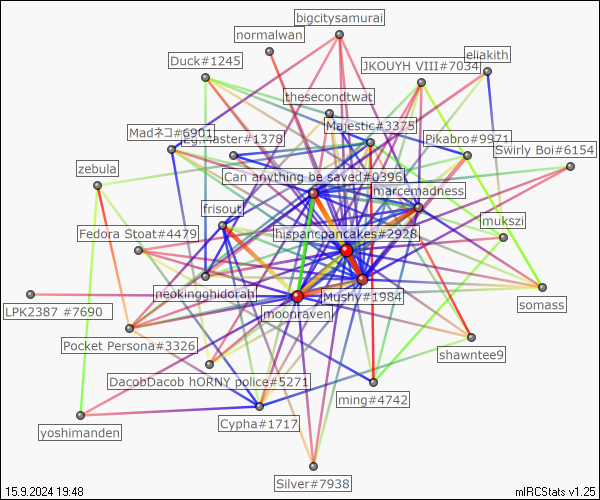 bigcitysamurai
normalwan
eliakith
Duck#1245
JKOUYH VIII#7034
thesecondtwat
Majestic#3375
Madネコ#6901
Master#1378
Pikabro#9971
Swirly Boi#6154
zebula
Can anything be saved#0396
marcemadness
frisout
mukszi
Fedora Stoat#4479
hispancpancakes#2928
neokingghidorah
Mushy#1984
somass
LPK2387 #7690
moonraven
Pocket Persona#3326
shawntee9
DacobDacob hORNY police#5271
ming#4742
Cypha#1717
yoshimanden
Silver#7938
15.9.2024 19:48
mIRCStats v1.25